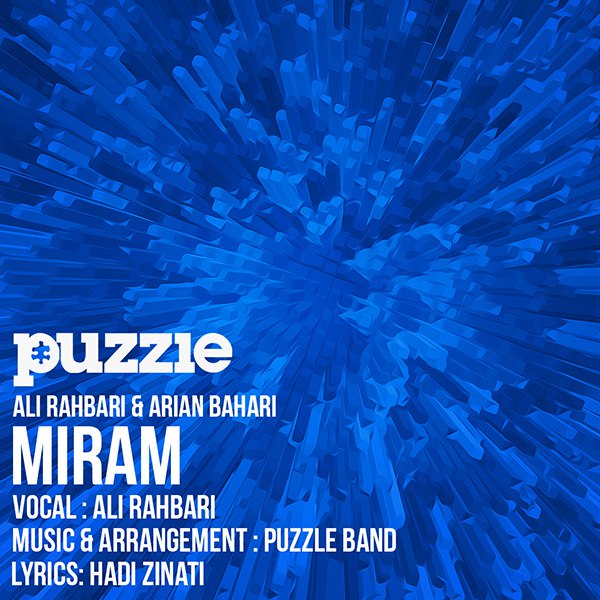 puzzle
ALI RAHBARI & ARIAN BAHARI
MIRAM
VOCAL : ALI RAHBARI
MUSIC & ARRANGEMENT : PUZZLE BAND
LYRICS: HADI ZINATI